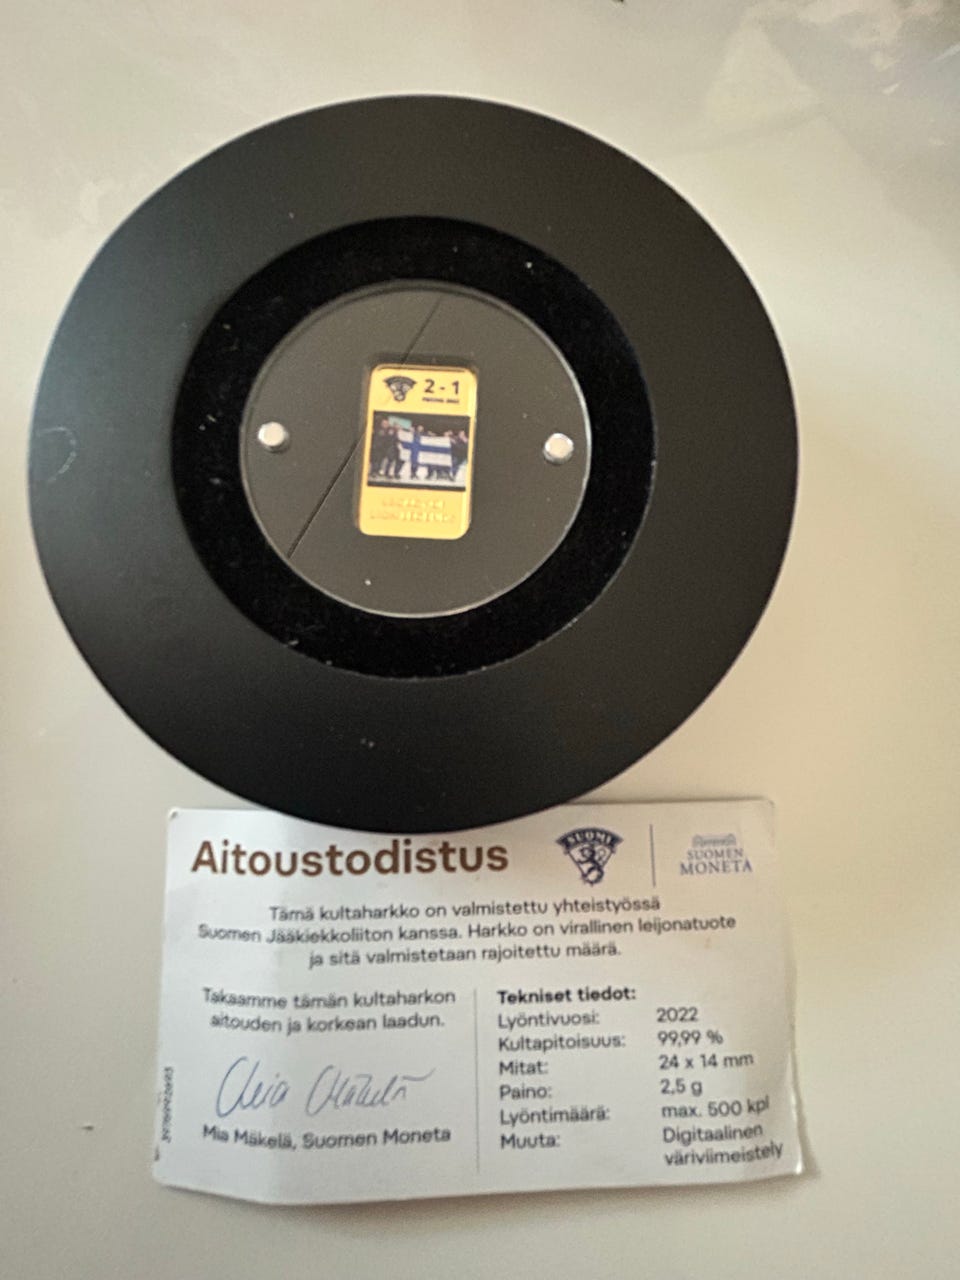 2 - 1
Aitoustodistus
SUOMI
SUOMEN
MONETA
Tämä kultaharkko on valmistettu yhteistyössä
Suomen Jääkiekkoliiton kanssa. Harkko on virallinen leijonatuote
ja sitä valmistetaan rajoitettu määrä.
Takaamme tämän kultaharkon
aitouden ja korkean laadun.
Mia Mäkelä, Suomen Moneta
Tekniset tiedot:
Lyöntivuosi: 2022
Kultapitoisuus: 99,99 %
Mitat: 24 x 14 mm
Paino: 2,5 g
Lyöntimäärä: max. 500 kpl
Muuta: Digitaalinen
väriviimeistely